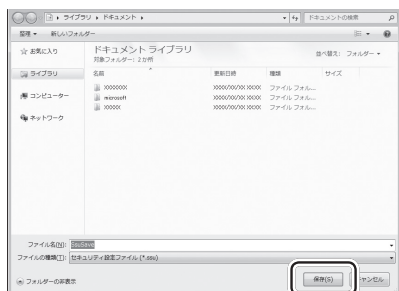 ライブラリ ▸ ドキュメント ▸
ドキュメントの検索
整理 ▾ 新しいフォルダー
お気に入り
ドキュメント ライブラリ
対象フォルダー: 2か所
並べ替え: フォルダー ▾
ライブラリ
名前 更新日時 種類 サイズ
XXXXXXX XXXX/XX/XX XX:XX ファイル フォル...
コンピューター
microsoft XXXX/XX/XX XX:XX ファイル フォル...
XXXXX XXXX/XX/XX XX:XX ファイル フォル...
ネットワーク
ファイル名(N): SsuSave
ファイルの種類(T): セキュリティ設定ファイル (*.ssu)
フォルダーの非表示
保存(S)
キャンセル